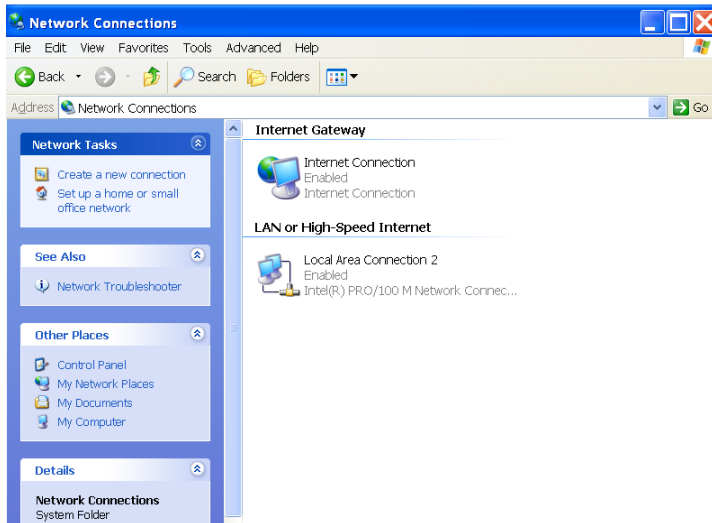 Network Connections
File Edit View Favorites Tools Advanced Help
Back Search Folders
Address Network Connections Go
Network Tasks
Create a new connection
Set up a home or small
office network
See Also
Network Troubleshooter
Other Places
Control Panel
My Network Places
My Documents
My Computer
Details
Network Connections
System Folder
Internet Gateway
Internet Connection
Enabled
Internet Connection
LAN or High-Speed Internet
Local Area Connection 2
Enabled
Intel(R) PRO/100 M Network Connec...